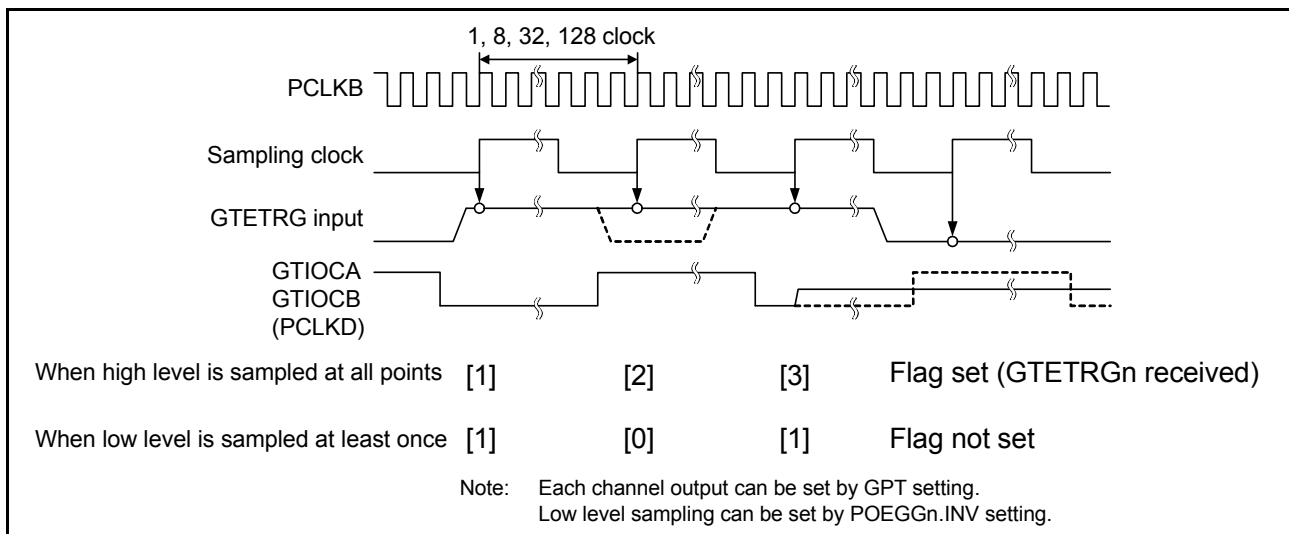 1, 8, 32, 128 clock
PCLKB
Sampling clock
GTETRG input
GTIOCA
GTIOCB
(PCLKD)
When high level is sampled at all points [1] [2] [3] Flag set (GTETRGn received)
When low level is sampled at least once [1] [0] [1] Flag not set
Note: Each channel output can be set by GPT setting.
Low level sampling can be set by POEGGn.INV setting.